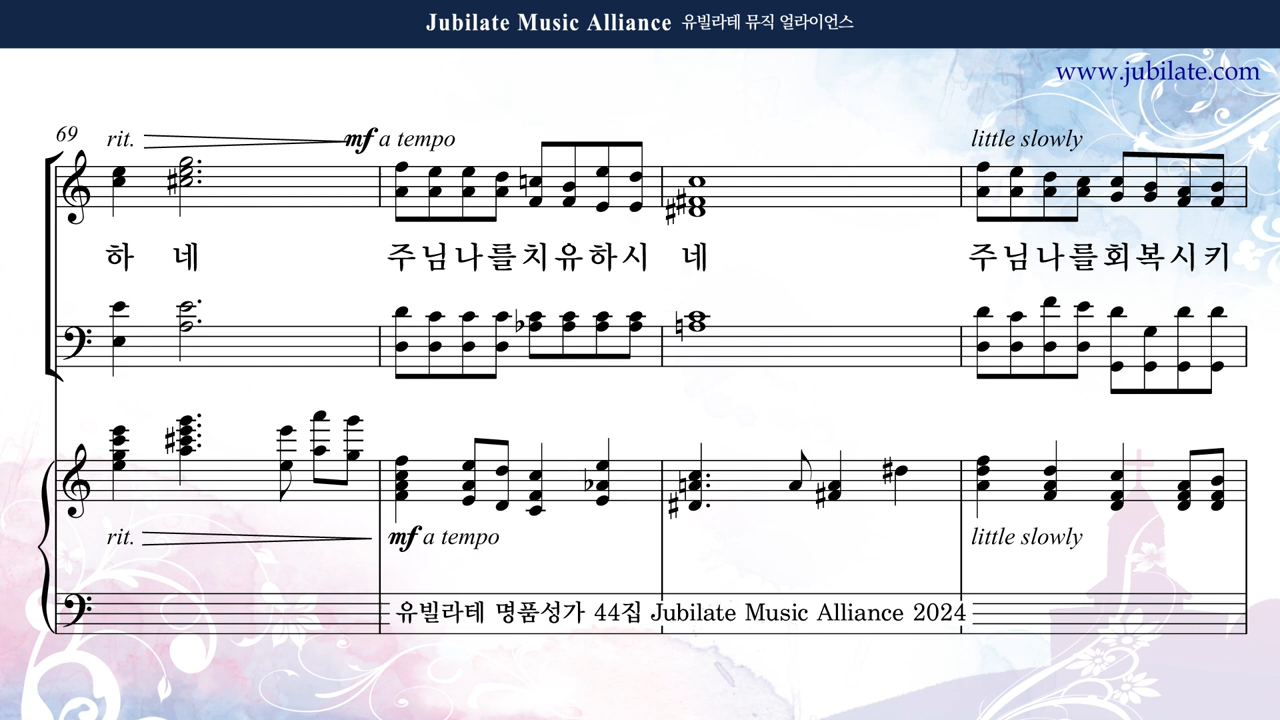 Jubilate Music Alliance 유빌라테 뮤직 얼라이언스
www.jubilate.com
69 rit. mf a tempo little slowly
하 네 주 님 나 를 치 유 하 시 네 주 님 나 를 회 복 시 키
rit. mf a tempo little slowly
유빌라테 명품성가 44집 Jubilate Music Alliance 2024